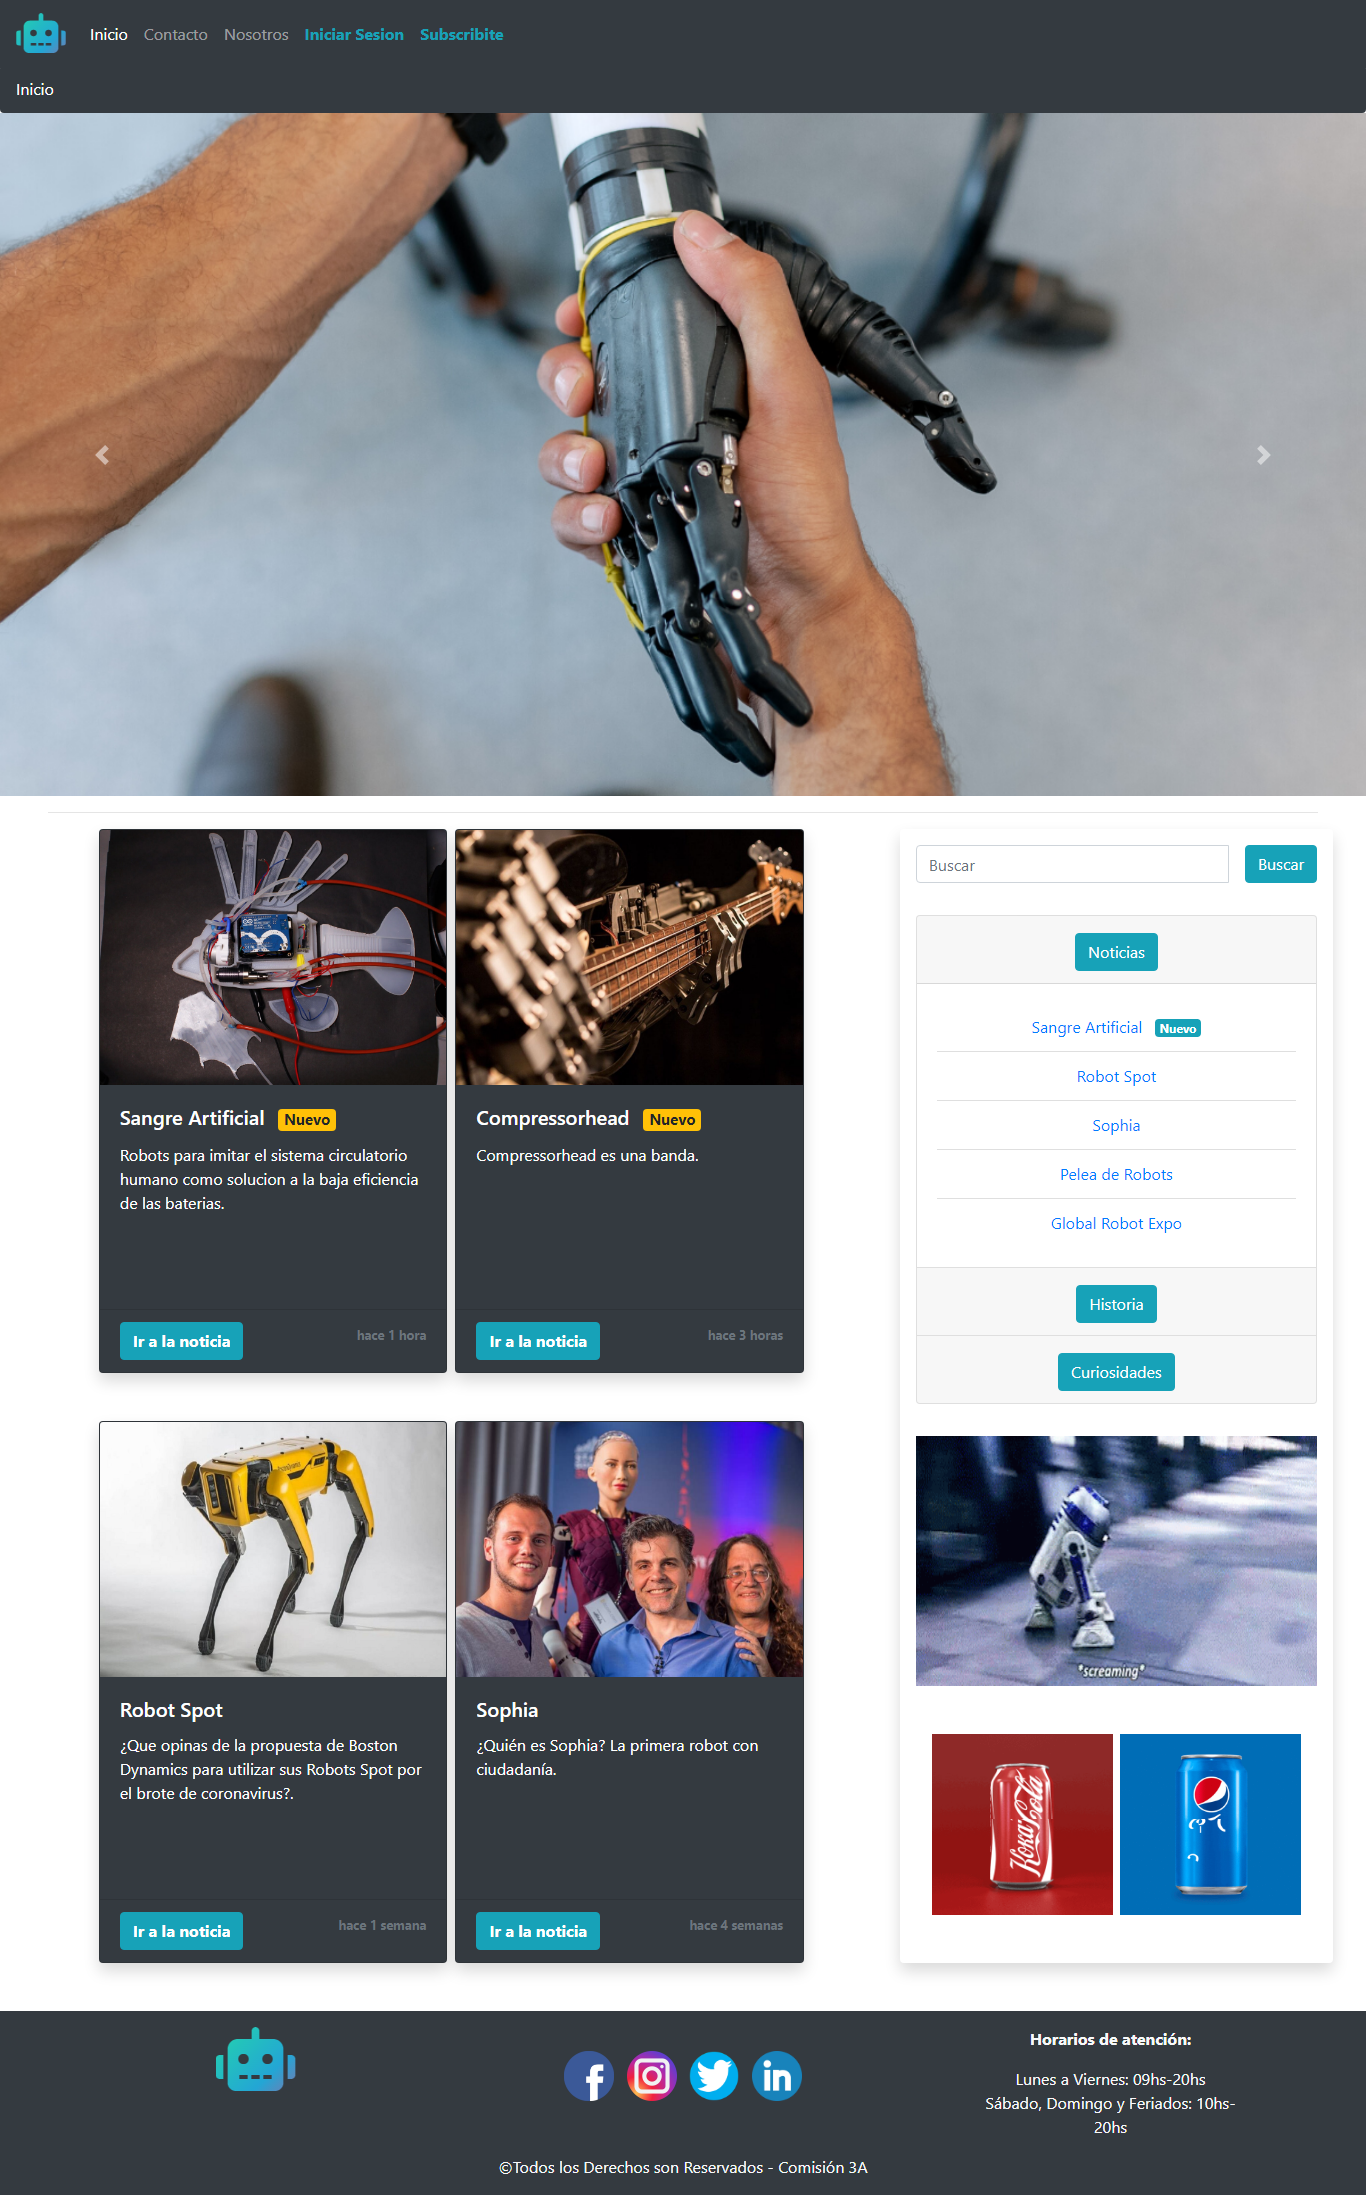 Inicio
Contacto
Nosotros
Iniciar Sesion
Subscribite
Inicio
Sangre Artificial Nuevo
Robots para imitar el sistema circulatorio
humano como solucion a la baja eficiencia
de las baterias.
Ir a la noticia
hace 1 hora
Compressorhead Nuevo
Compressorhead es una banda.
Ir a la noticia
hace 3 horas
Robot Spot
¿Que opinas de la propuesta de Boston
Dynamics para utilizar sus Robots Spot por
el brote de coronavirus?.
Ir a la noticia
hace 1 semana
Sophia
¿Quién es Sophia? La primera robot con
ciudadanía.
Ir a la noticia
hace 4 semanas
Buscar
Buscar
Noticias
Sangre Artificial Nuevo
Robot Spot
Sophia
Pelea de Robots
Global Robot Expo
Historia
Curiosidades
*screaming*
Horarios de atención:
Lunes a Viernes: 09hs-20hs
Sábado, Domingo y Feriados: 10hs-
20hs
©Todos los Derechos son Reservados - Comisión 3A